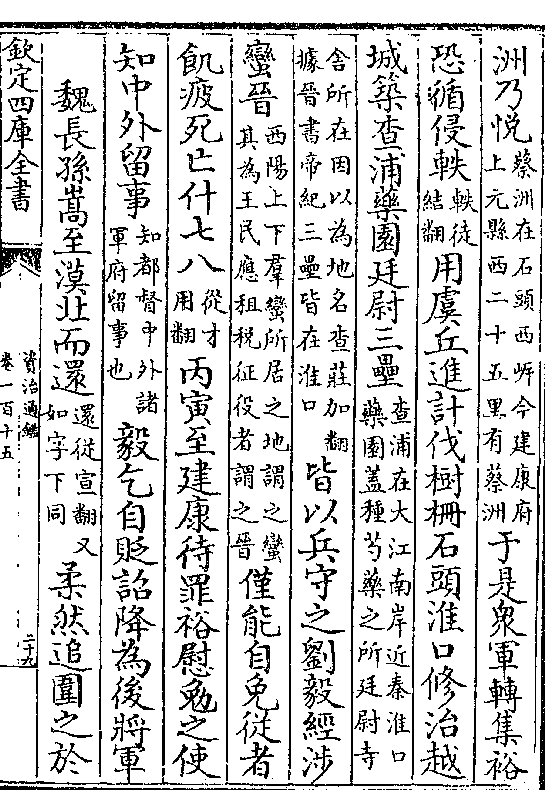 洲乃悦蔡洲在石頭西㟁今建康府上元縣西二十五里有蔡洲于是衆軍轉集裕
恐循侵軼軼徒結翻用虞丘進計伐樹柵石頭淮口修治越
城築查浦藥園廷尉三壘查浦在大江南岸近秦淮口藥園蓋種芍藥之所廷尉寺
舍所在因以為地名查莊加翻據晉書帝紀三壘皆在淮口皆以兵守之劉毅經涉
蠻晉西陽上下羣蠻所居之地謂之蠻其為王民應租税征役者謂之晉僅能自免從者
飢疲死亡什七八從才用翻丙寅至建康待罪裕慰勉之使
知中外留事知都督中外諸軍府留事也毅乞自貶詔降為後將軍
魏長孫嵩至漠北而還還從宣翻又如字下同柔然追圍之於
欽定四庫全書
資治通鑑
卷一百十五
二十九